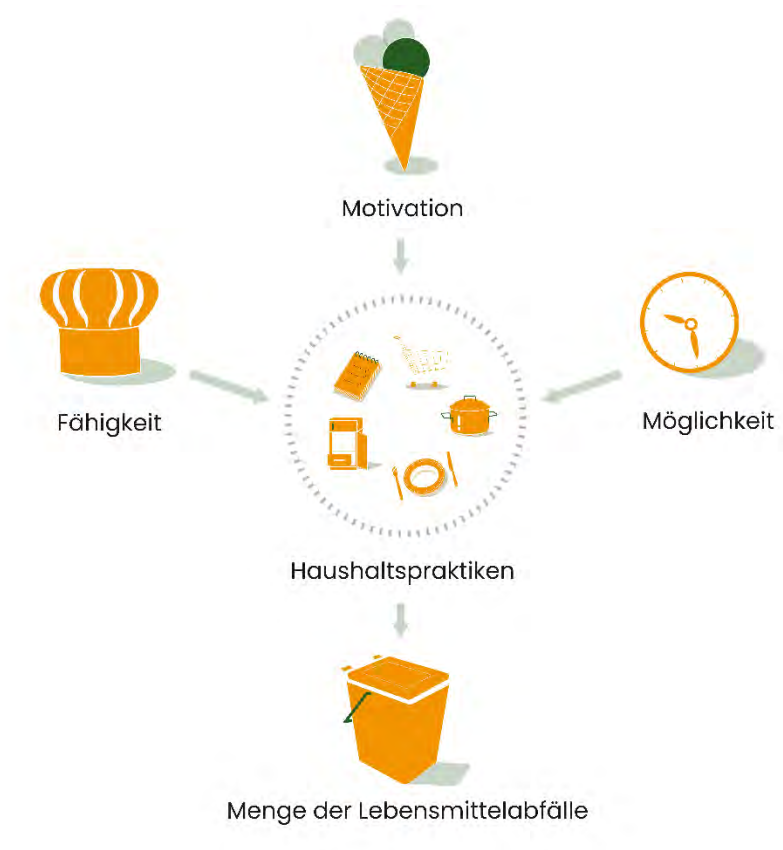 Motivation
Fähigkeit
Möglichkeit
Haushaltspraktiken
Menge der Lebensmittelabfälle